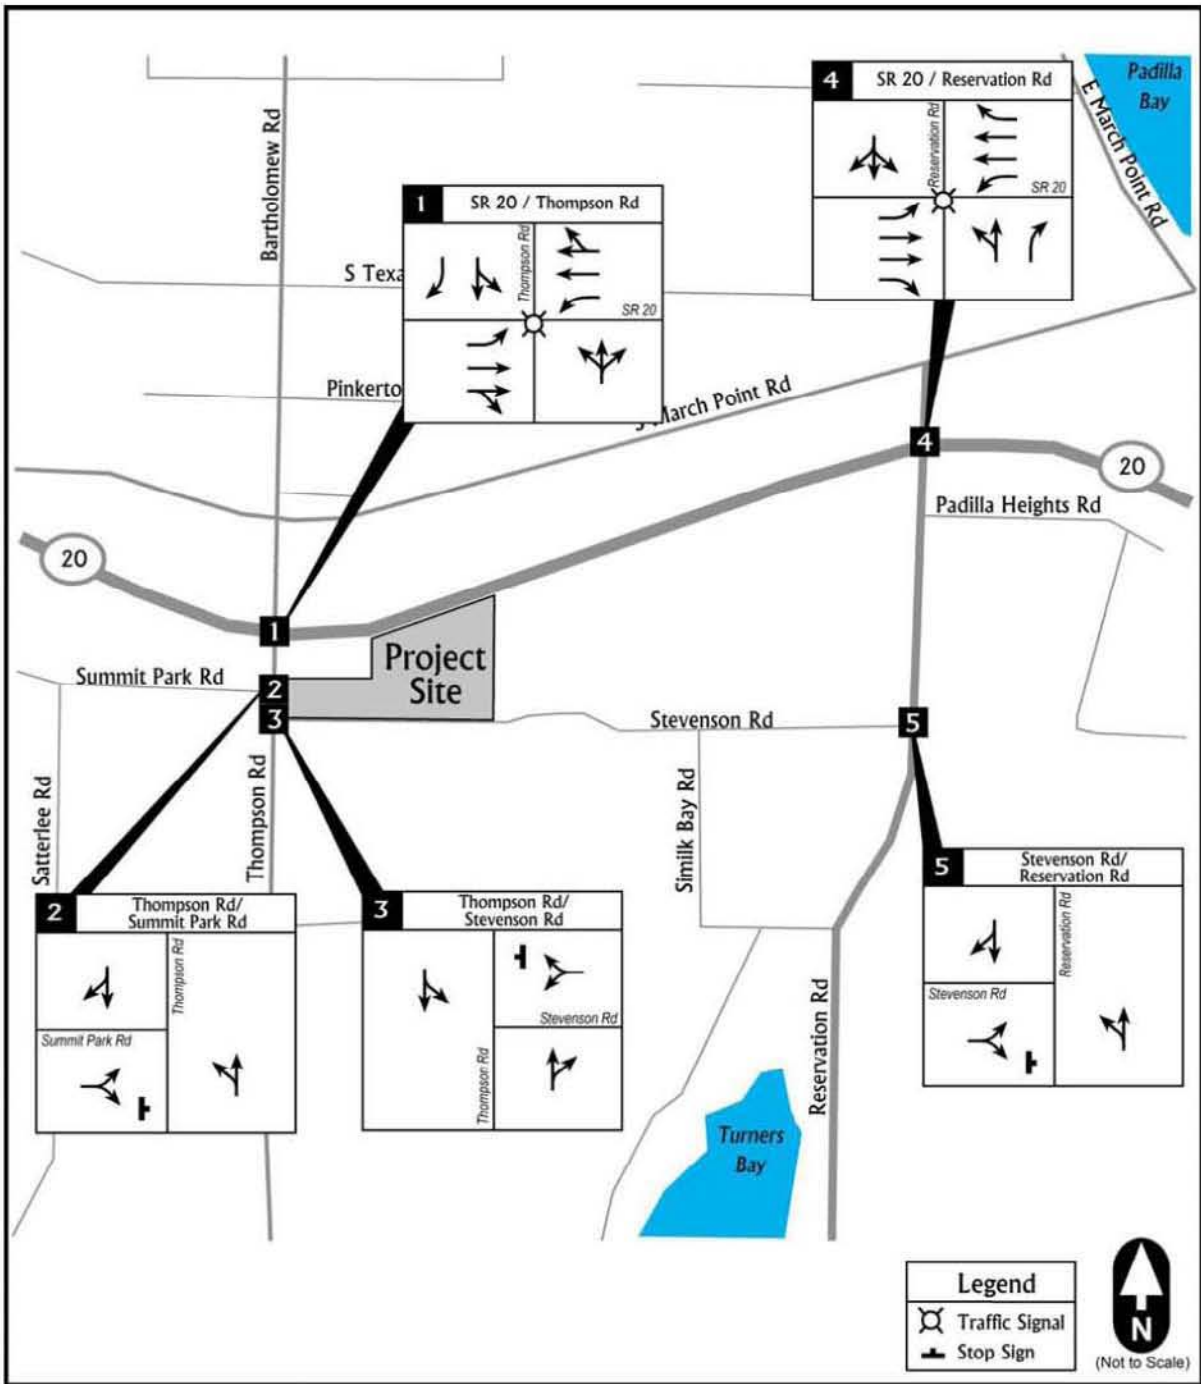 Padilla
Bay
E March Point Rd
4
SR 20 / Reservation Rd
Reservation Rd
SR 20
Bartholomew Rd
1
SR 20 / Thompson Rd
Thompson Rd
SR 20
S Texa
Pinkerto
March Point Rd
4
20
Padilla Heights Rd
20
1
Project
Site
Summit Park Rd
2
3
Stevenson Rd
5
Satterlee Rd
Thompson Rd
Similk Bay Rd
2
Thompson Rd/
Summit Park Rd
Thompson Rd
Summit Park Rd
3
Thompson Rd/
Stevenson Rd
Stevenson Rd
Thompson Rd
5
Stevenson Rd/
Reservation Rd
Reservation Rd
Stevenson Rd
Reservation Rd
Turners
Bay
Legend
Traffic Signal
Stop Sign
N
(Not to Scale)